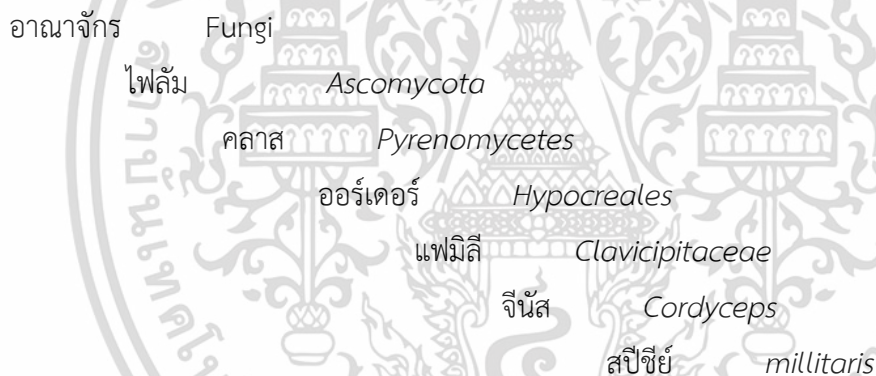 อาณาจักร Fungi
ไฟลัม Ascomycota
คลาส Pyrenomycetes
ออร์เดอร์ Hypocreales
แฟมิลี Clavicipitaceae
จีนัส Cordyceps
สปีชีย์ millitaris